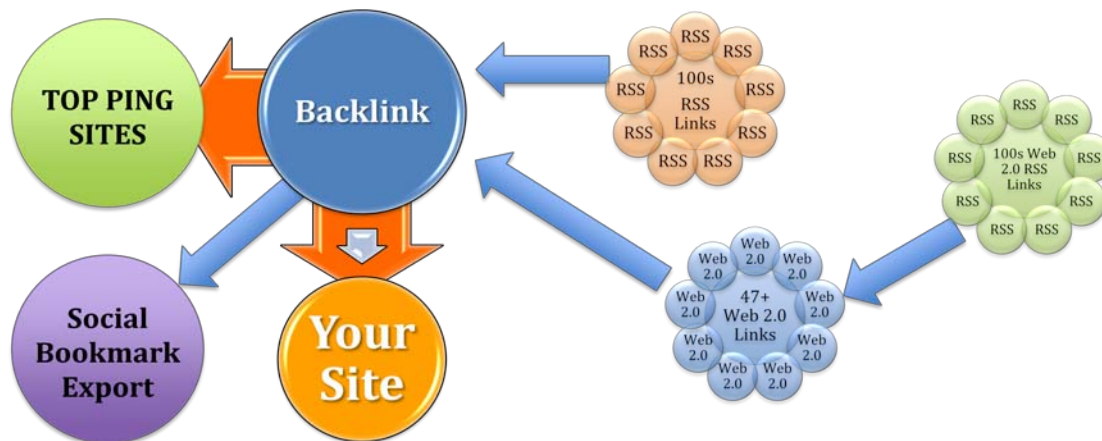 TOP PING
SITES
Backlink
Social
Bookmark
Export
Your
Site
RSS
RSS
RSS
RSS
RSS
RSS
RSS
RSS
RSS
100s
RSS
Links
Web
2.0
Web
2.0
Web
2.0
Web
2.0
Web
2.0
Web
2.0
Web
2.0
Web
2.0
Web
2.0
47+
Web 2.0
Links
RSS
RSS
RSS
RSS
RSS
RSS
RSS
RSS
RSS
100s Web
2.0 RSS
Links